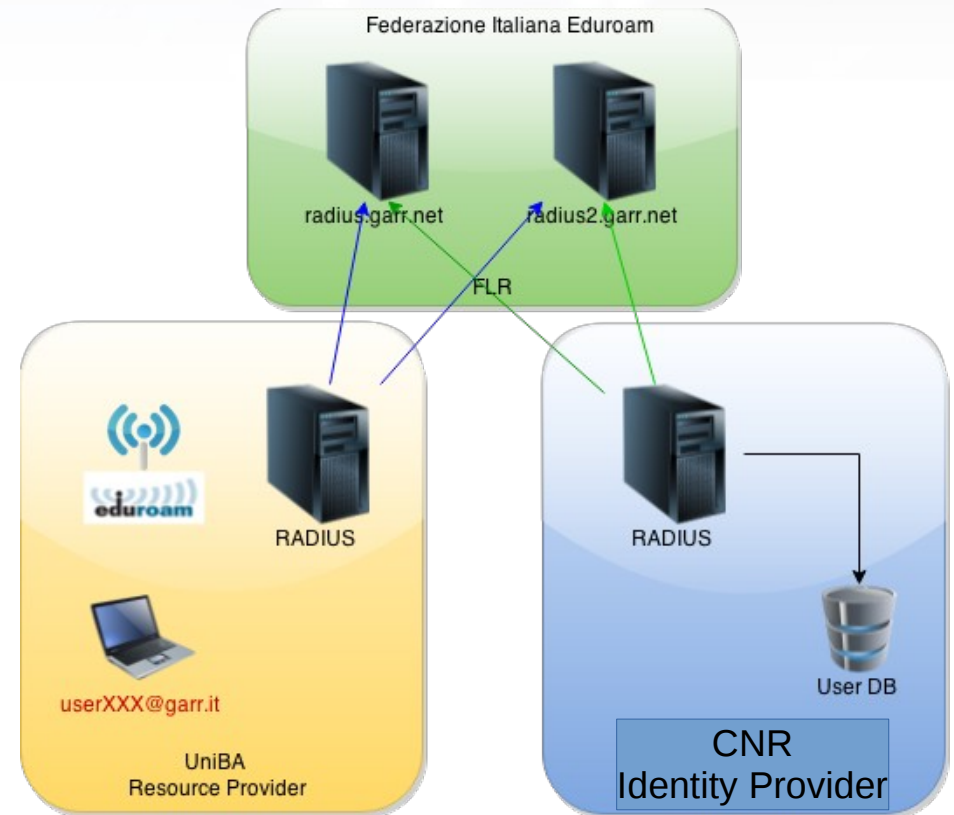 Federazione Italiana Eduroam
radius.garr.net
radius2.garr.net
FLR
eduroam
RADIUS
RADIUS
userXXX@garr.it
User DB
UniBA
Resource Provider
CNR
Identity Provider